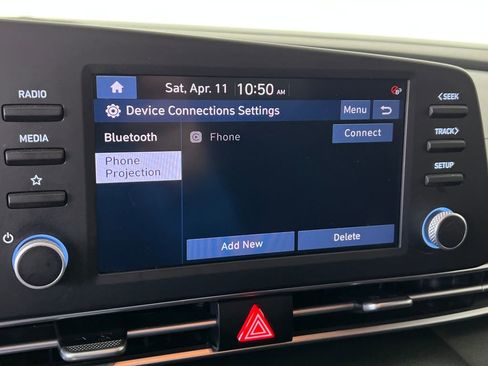 RADIO
MEDIA
Sat, Apr. 11 10:50 AM
Device Connections Settings Menu
Bluetooth
Fhone
Connect
Phone
Projection
Add New
Delete
<SEEK
TRACK>
SETUP